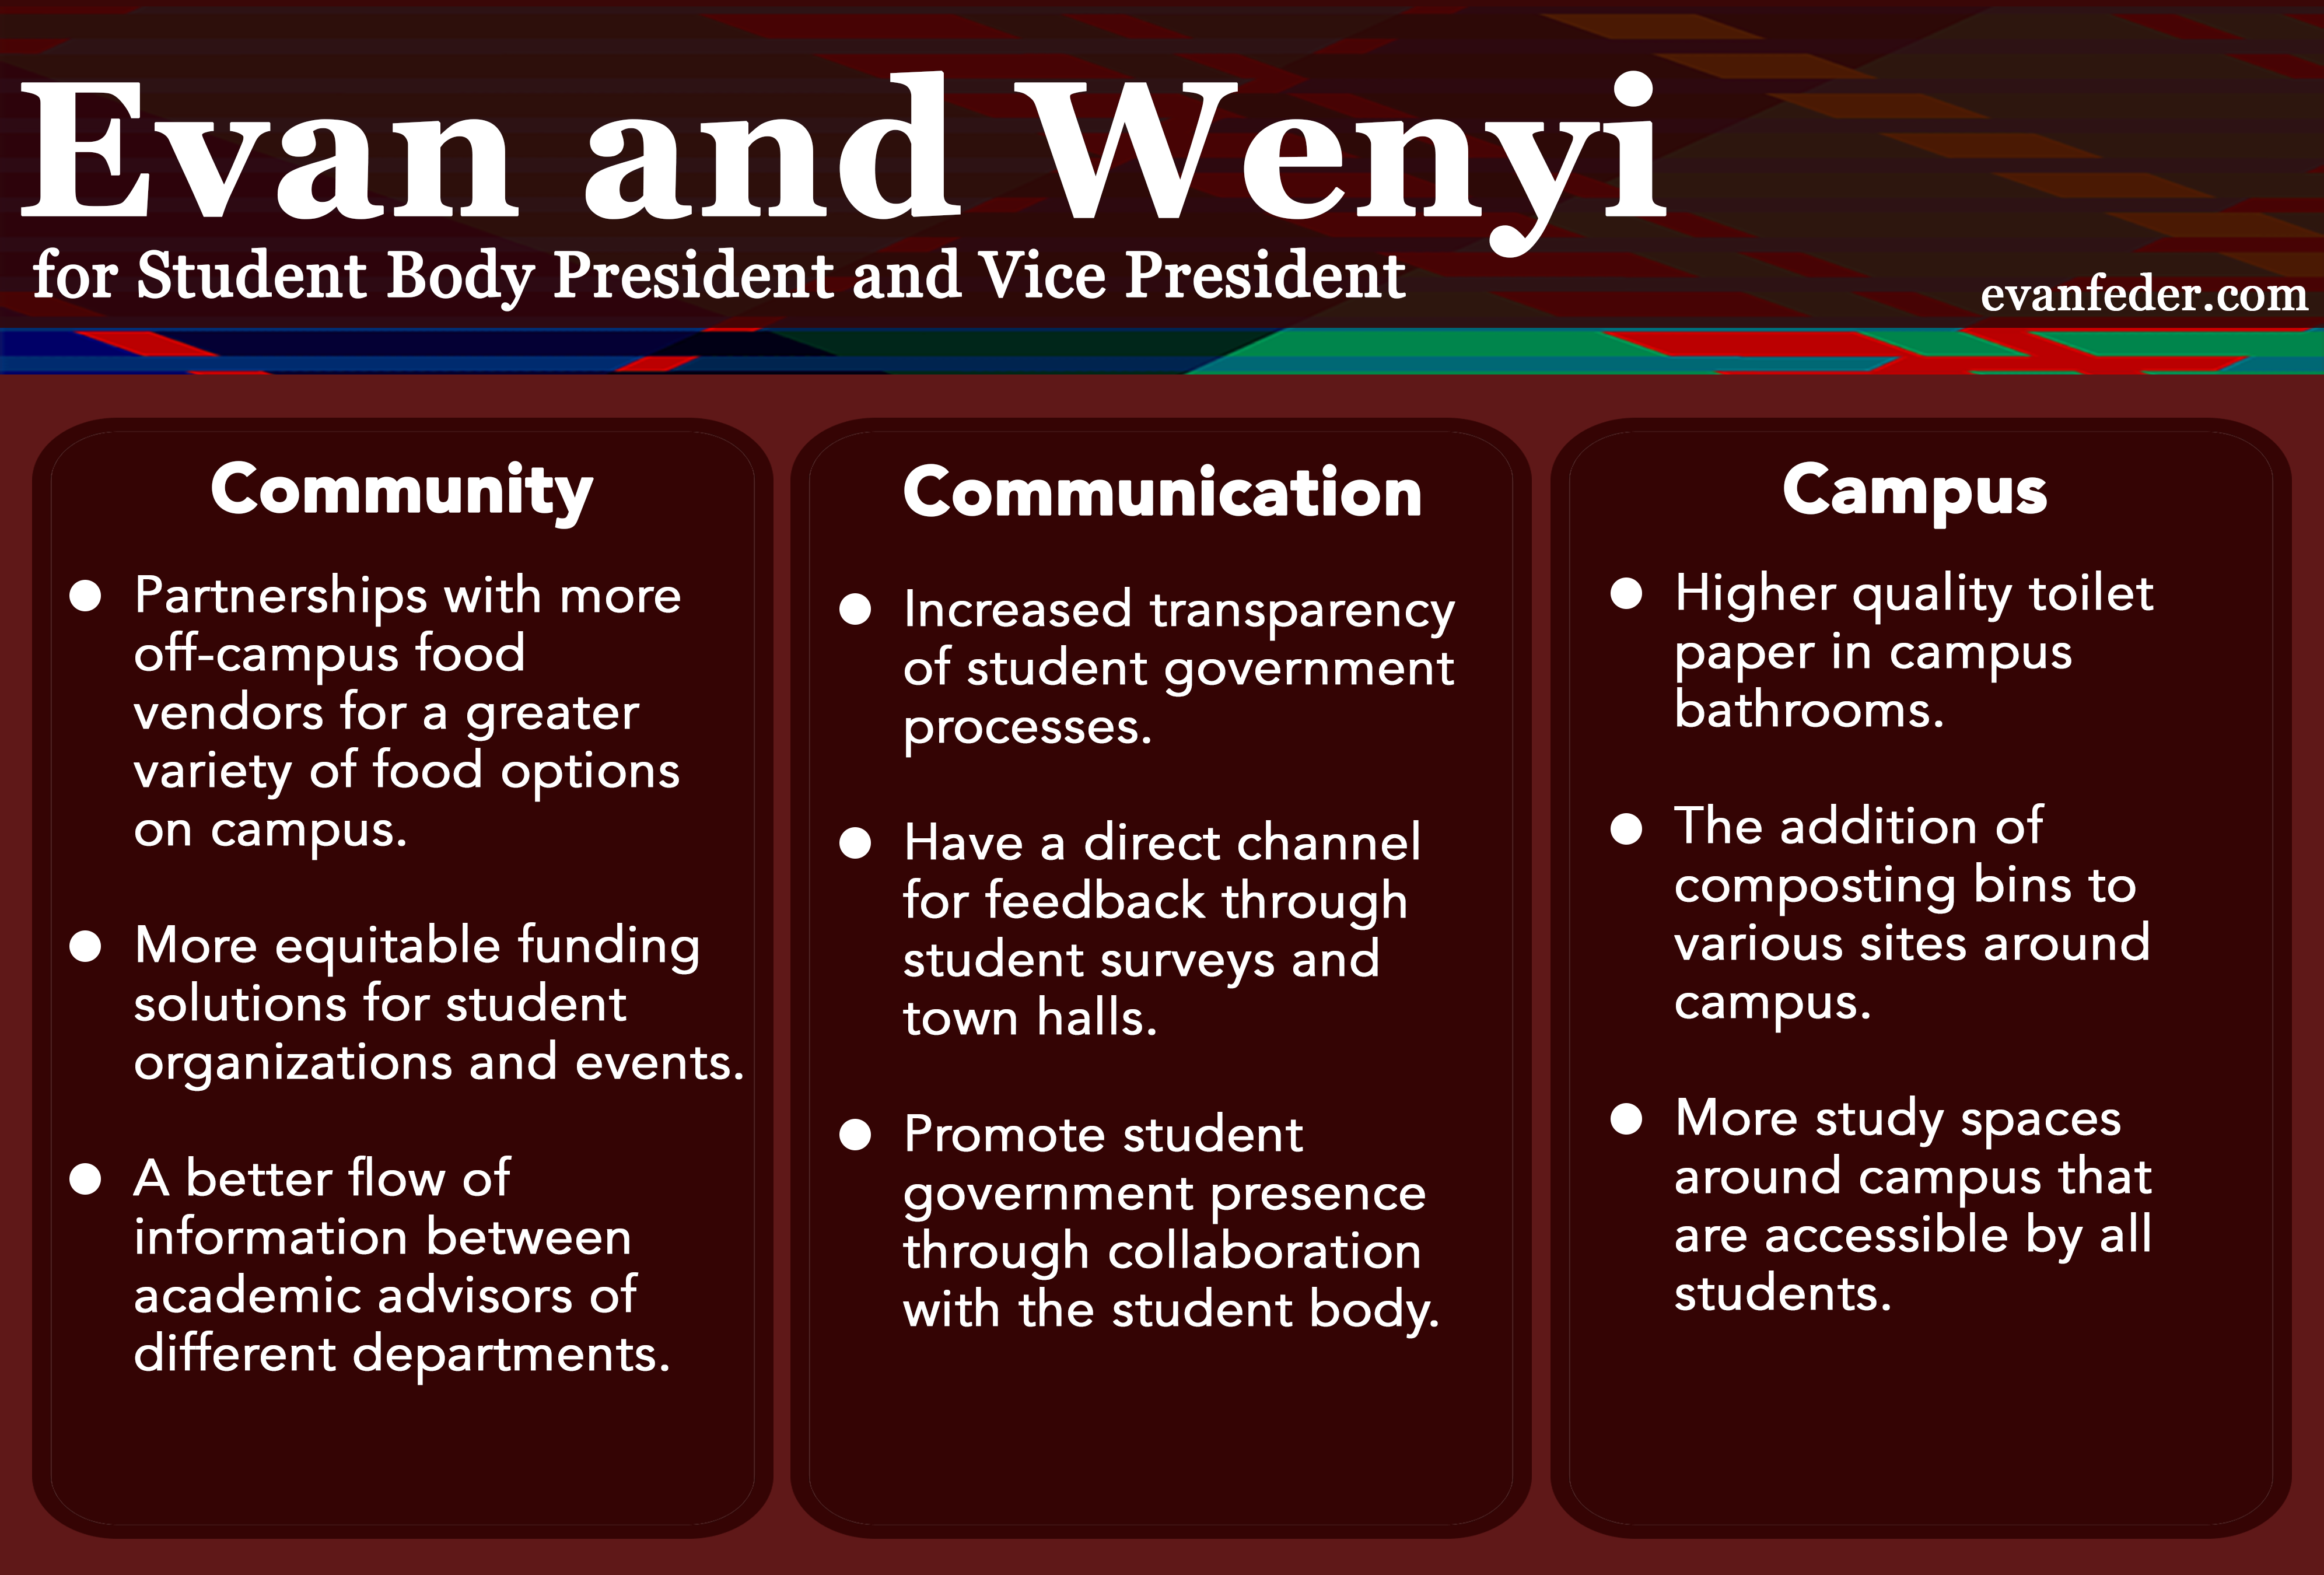 Evan and Wenyi
for Student Body President and Vice President
evanfeder.com
Community
● Partnerships with more
off-campus food
vendors for a greater
variety of food options
on campus.
● More equitable funding
solutions for student
organizations and events.
● A better flow of
information between
academic advisors of
different departments.
Communication
● Increased transparency
of student government
processes.
● Have a direct channel
for feedback through
student surveys and
town halls.
● Promote student
government presence
through collaboration
with the student body.
Campus
● Higher quality toilet
paper in campus
bathrooms.
● The addition of
composting bins to
various sites around
campus.
● More study spaces
around campus that
are accessible by all
students.